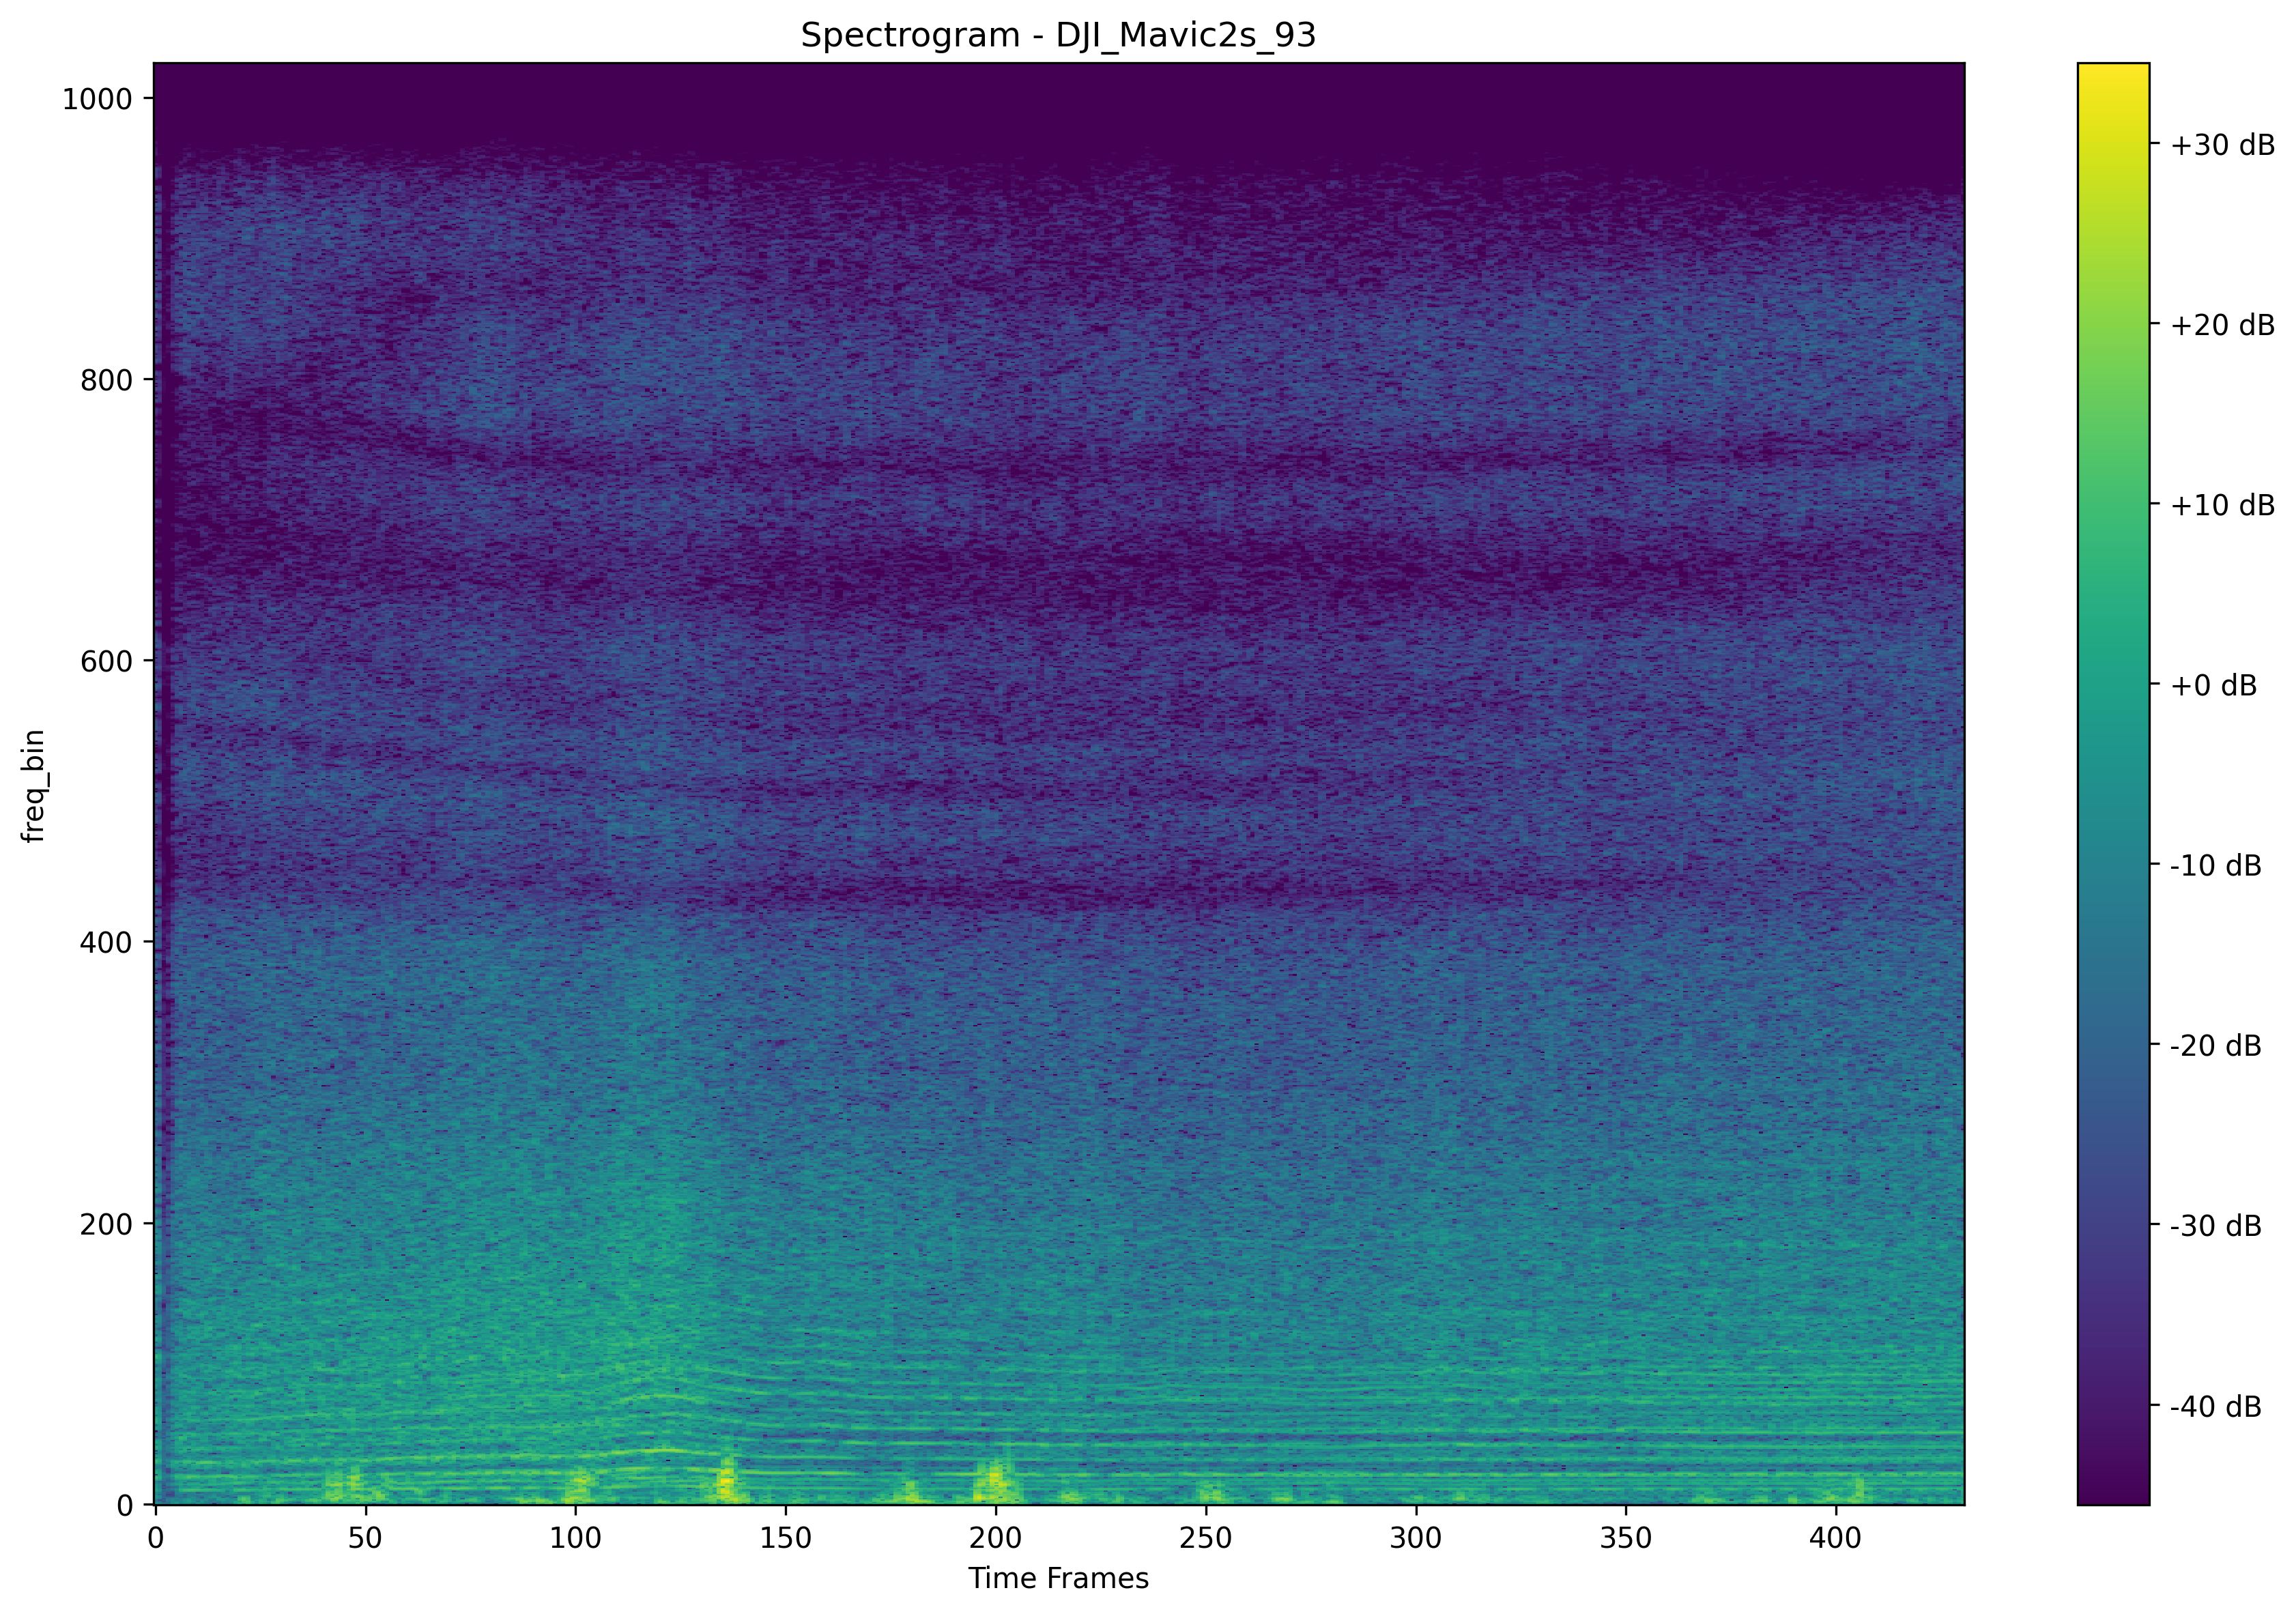 Spectrogram - DJI_Mavic2s_93
1000
800
600
400
200
0
freq_bin
0 50 100 150 200 250 300 350 400
Time Frames
+30 dB
+20 dB
+10 dB
+0 dB
-10 dB
-20 dB
-30 dB
-40 dB